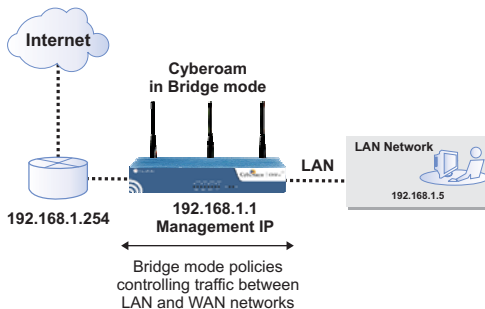 Internet
Cyberoam
in Bridge mode
LAN
LAN Network
192.168.1.5
192.168.1.254
192.168.1.1
Management IP
Bridge mode policies
controlling traffic between
LAN and WAN networks